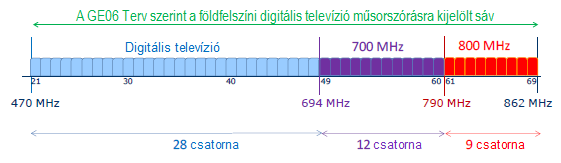 A GE06 Terv szerint a földfelszíni digitális televízió műsorszórásra kijelölt sáv
Digitális televízió 700 MHz 800 MHz
21 30 40 49 60 61 69
470 MHz 694 MHz 790 MHz 862 MHz
28 csatorna 12 csatorna 9 csatorna